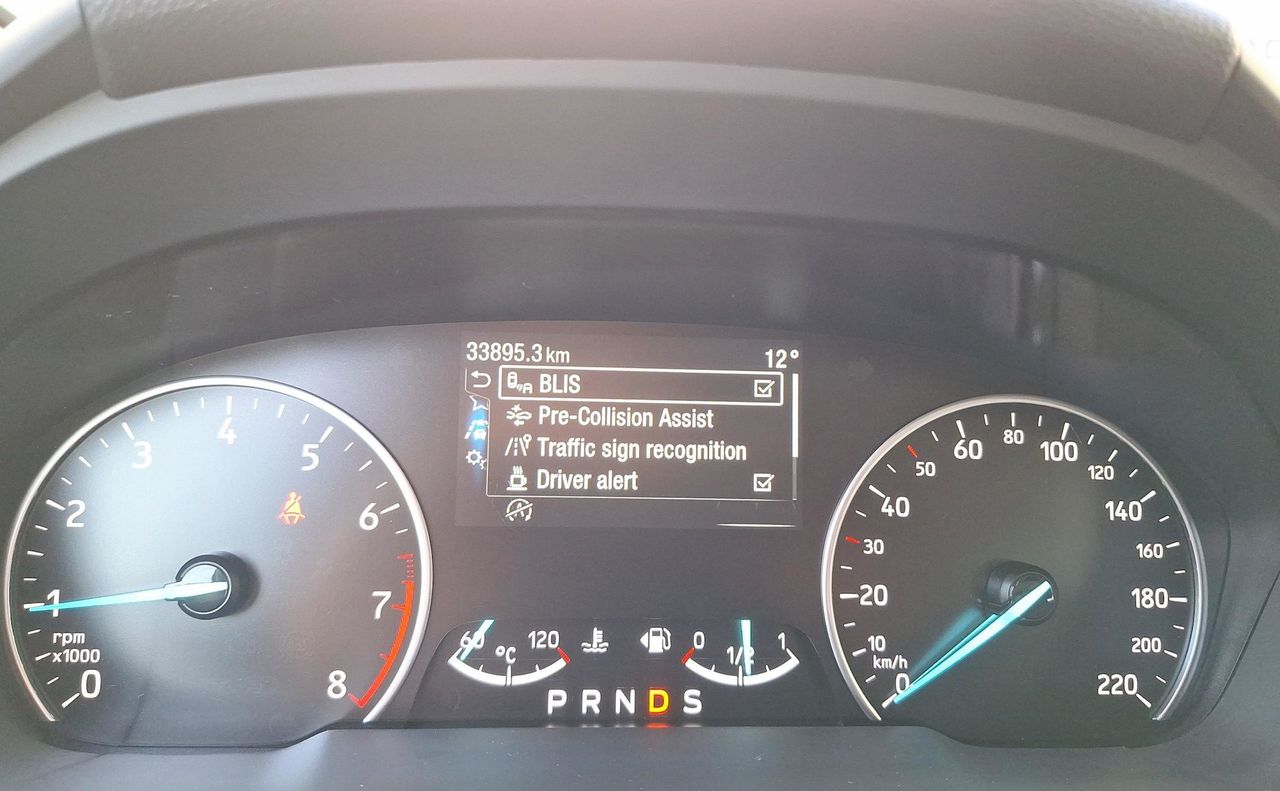 33895.3 km 12°
BLIS
Pre-Collision Assist
Traffic sign recognition
Driver alert
A
0 1 2 3 4 5 6 7 8
rpm
x1000
60 120
°C
0 1/2 1
P R N D S
0 10 20 30 40 50 60 80 100 120 140 160 180 200 220
km/h